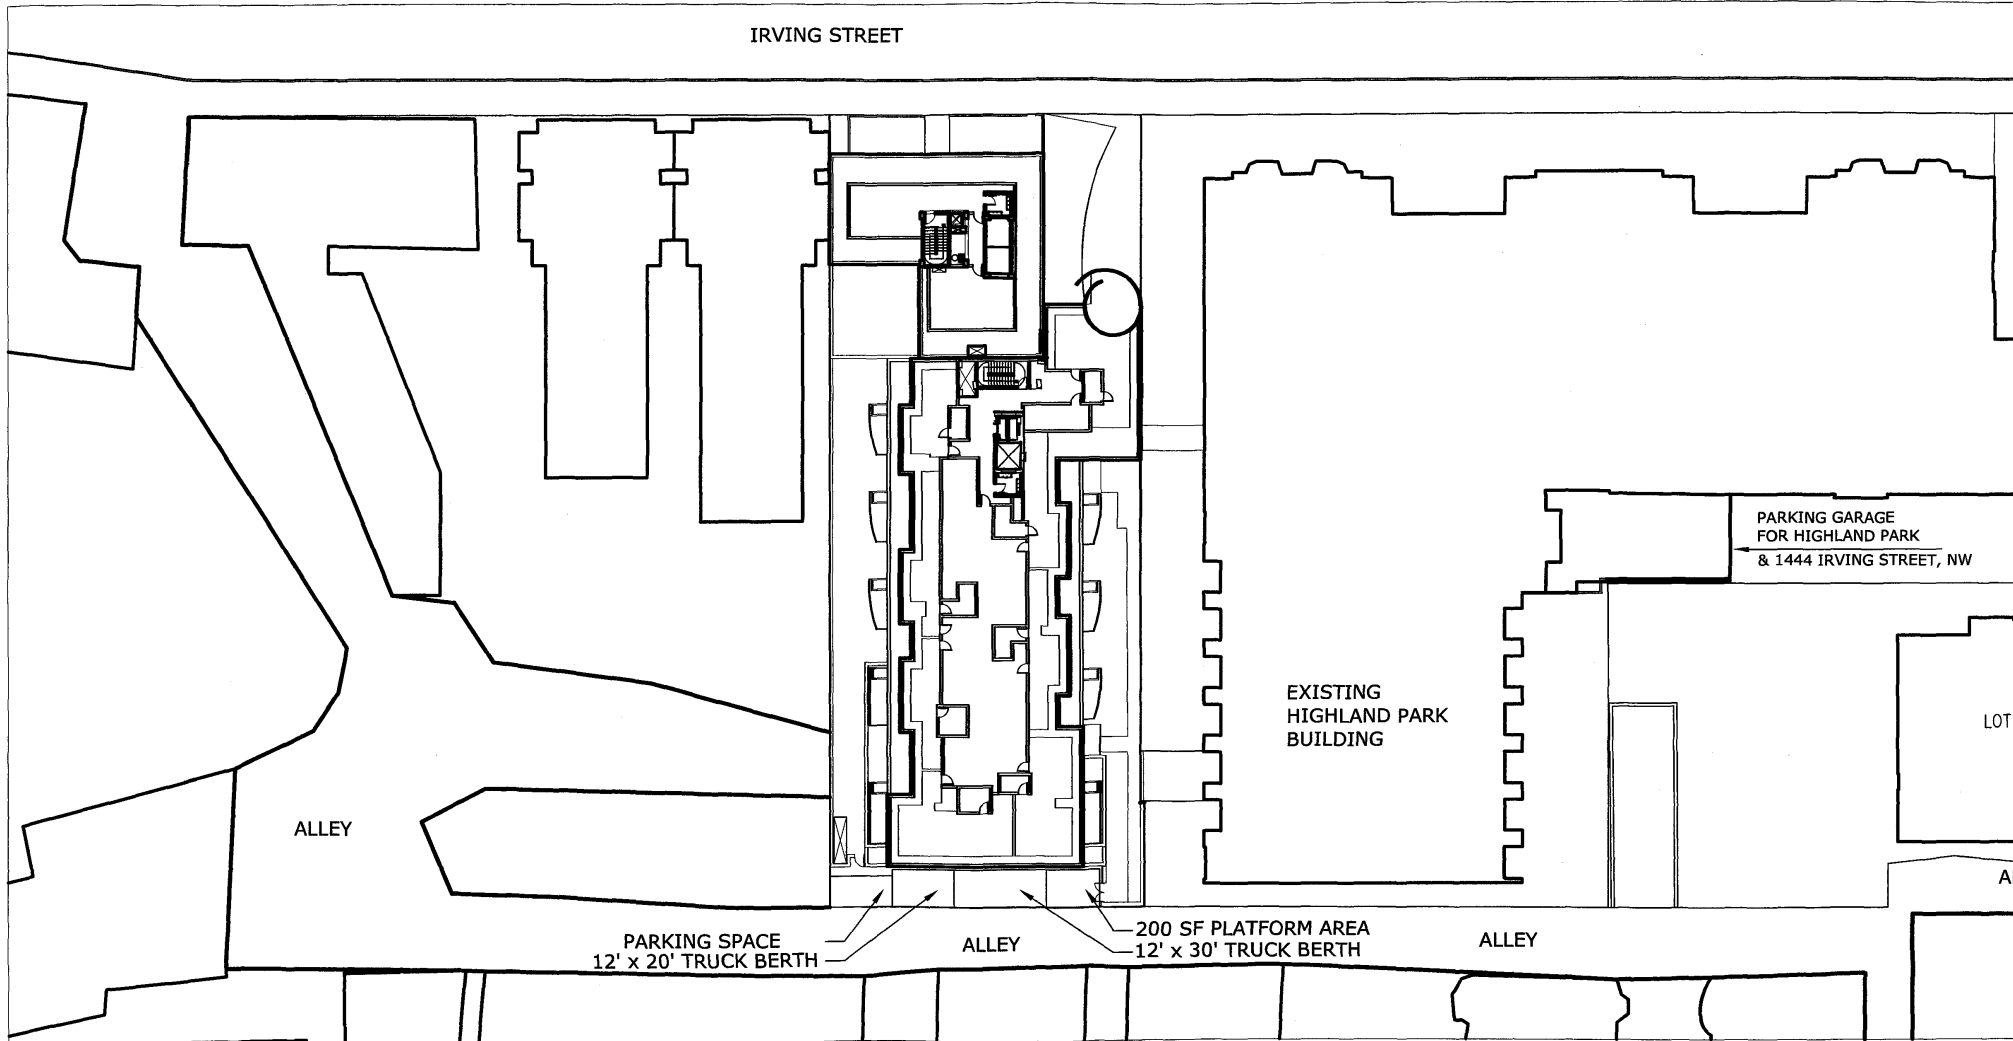 IRVING STREET
PARKING GARAGE
FOR HIGHLAND PARK
& 1444 IRVING STREET, NW
EXISTING
HIGHLAND PARK
BUILDING
LOT
ALLEY
A
PARKING SPACE
12' x 20' TRUCK BERTH
ALLEY
200 SF PLATFORM AREA
12' x 30' TRUCK BERTH
ALLEY